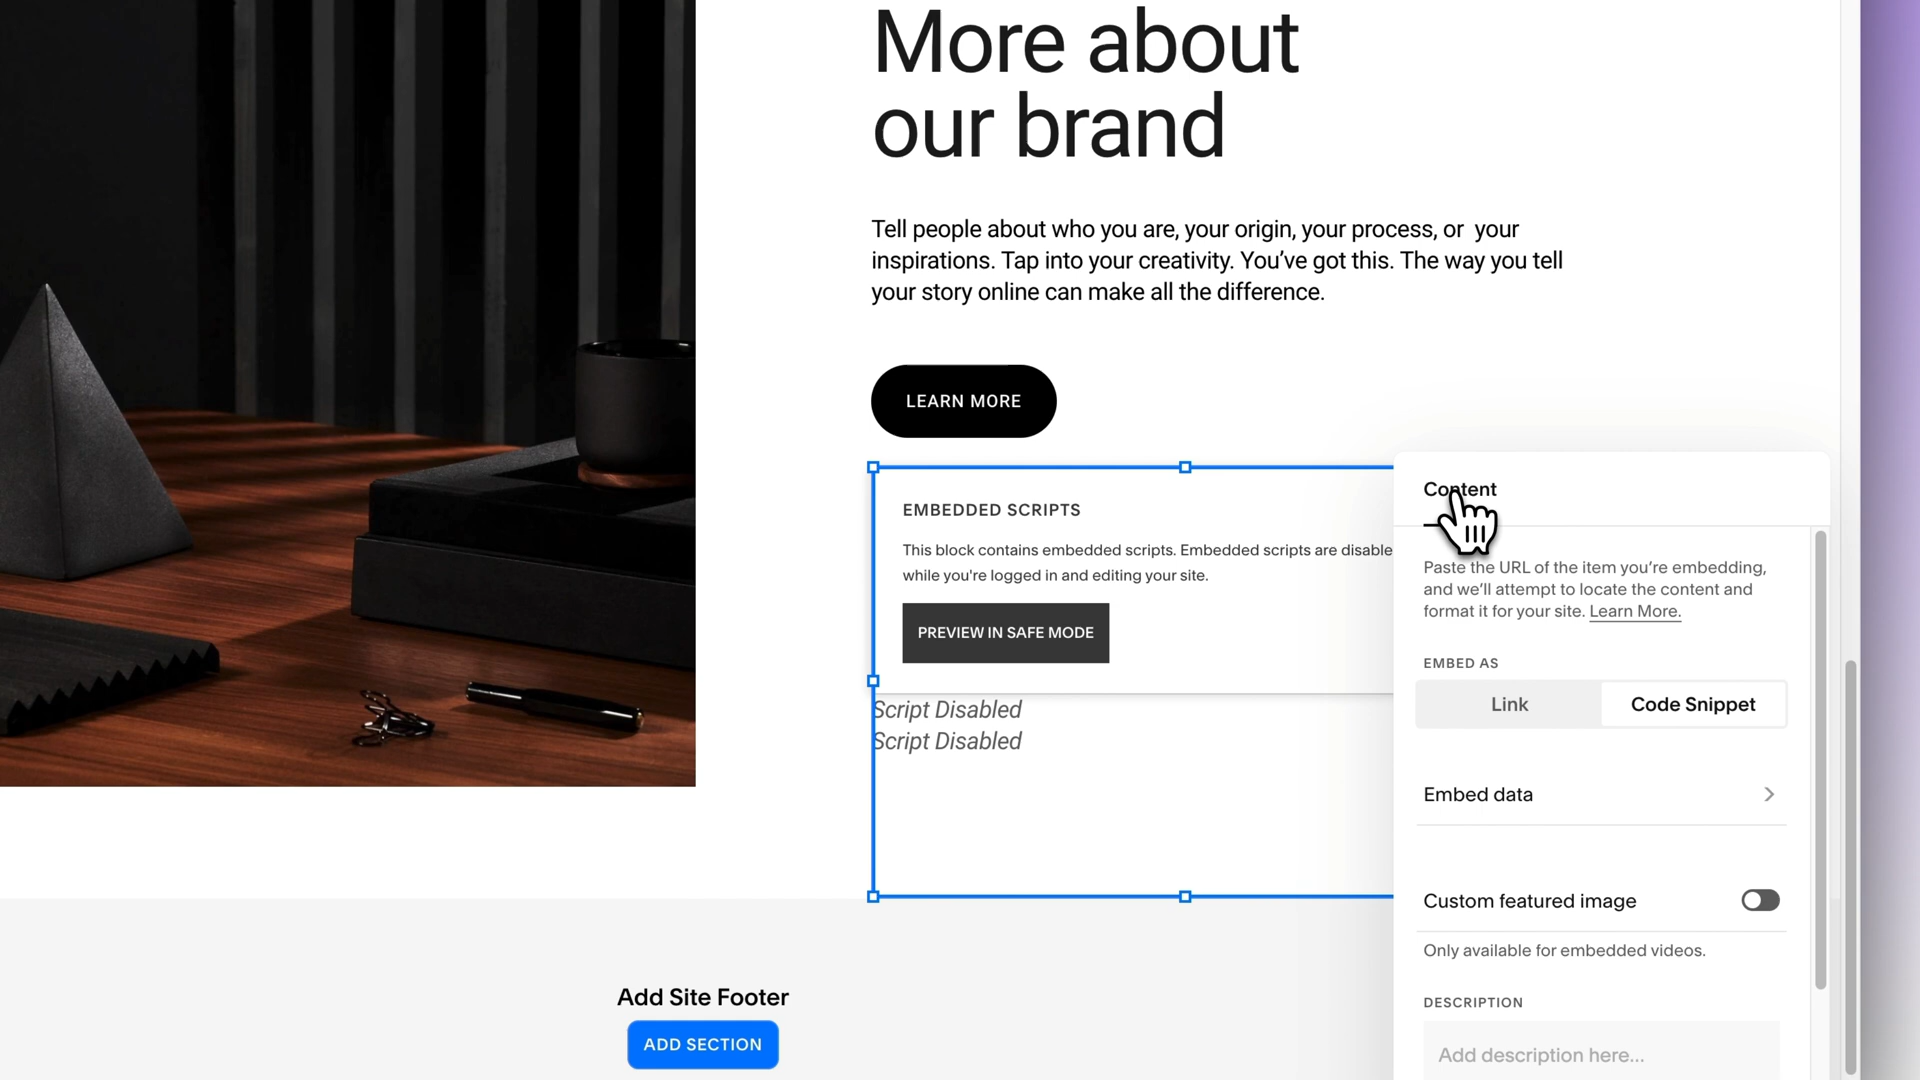 More about
our brand
Tell people about who you are, your origin, your process, or  your
inspirations. Tap into your creativity. You’ve got this. The way you tell
your story online can make all the difference.
LEARN MORE
EMBEDDED SCRIPTS
This block contains embedded scripts. Embedded scripts are disable
while you're logged in and editing your site.
PREVIEW IN SAFE MODE
Script Disabled
Script Disabled
Content
Paste the URL of the item you’re embedding,
and we’ll attempt to locate the content and
format it for your site. Learn More.
EMBED AS
Link
Code Snippet
Embed data
Custom featured image
Only available for embedded videos.
DESCRIPTION
Add description here...
Add Site Footer
ADD SECTION